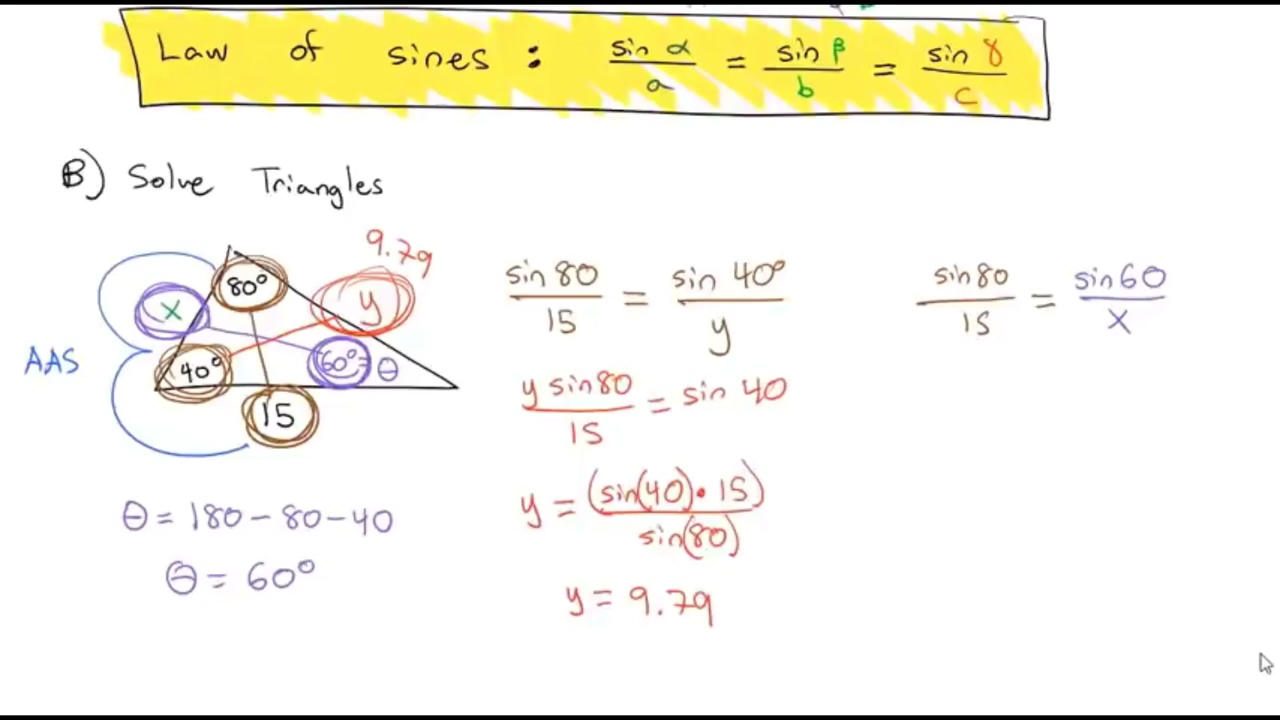 Law of sines : sin α / a = sin β / b = sin γ / c
B) Solve Triangles
9.79
80°
x
y
AAS
40°
60° = θ
15
θ = 180 - 80 - 40
θ = 60°
sin 80 / 15 = sin 40° / y
y sin 80 / 15 = sin 40
y = (sin(40) • 15) / sin(80)
y = 9.79
sin 80 / 15 = sin 60 / x